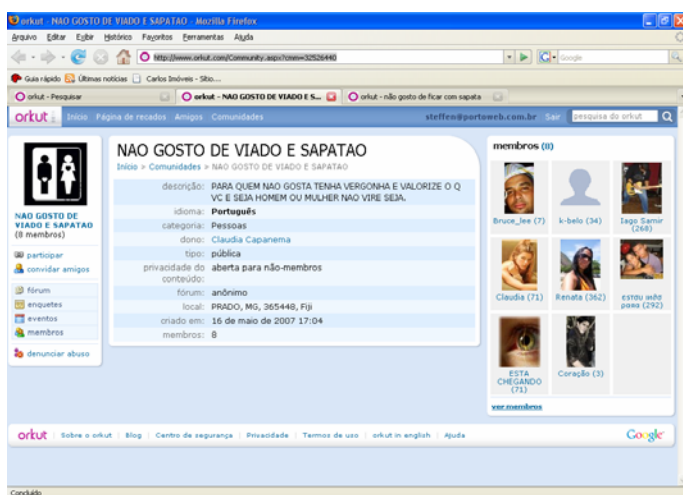 orkut - NAO GOSTO DE VIADO E SAPATAO - Mozilla Firefox
Arquivo Editar Exibir Histórico Favoritos Ferramentas Ajuda
http://www.orkut.com/Community.aspx?cmm=32526440
Google
Guia rápido Últimas notícias Carlos Imóveis - Sitio....
orkut - Pesquisar
orkut - NAO GOSTO DE VIADO E S...
orkut - não gosto de ficar com sapata
orkut Início Página de recados Amigos Comunidades steffen@portoweb.com.br Sair pesquisa do orkut
NAO GOSTO DE VIADO E SAPATAO
(8 membros)
participar
convidar amigos
fórum
enquetes
eventos
membros
denunciar abuso
NAO GOSTO DE VIADO E SAPATAO
Início > Comunidades > NAO GOSTO DE VIADO E SAPATAO
descrição: PARA QUEM NAO GOSTA TENHA VERGONHA E VALORIZE O Q
VC E SEJA HOMEM OU MULHER NAO VIRE SEJA.
idioma: Português
categoria: Pessoas
dono: Claudia Capanema
tipo: pública
privacidade do conteúdo: aberta para não-membros
fórum: anônimo
local: PRADO, MG, 365448, Fiji
criado em: 16 de maio de 2007 17:04
membros: 8
membros (8)
Bruce_lee (7)
k-belo (34)
Iago Samir (268)
Claudia (71)
Renata (362)
(292)
ESTA CHEGANDO (71)
Coração (3)
ver membros
orkut Sobre o orkut | Blog | Centro de segurança | Privacidade | Termos de uso | orkut in english | Ajuda
Google
Concluído